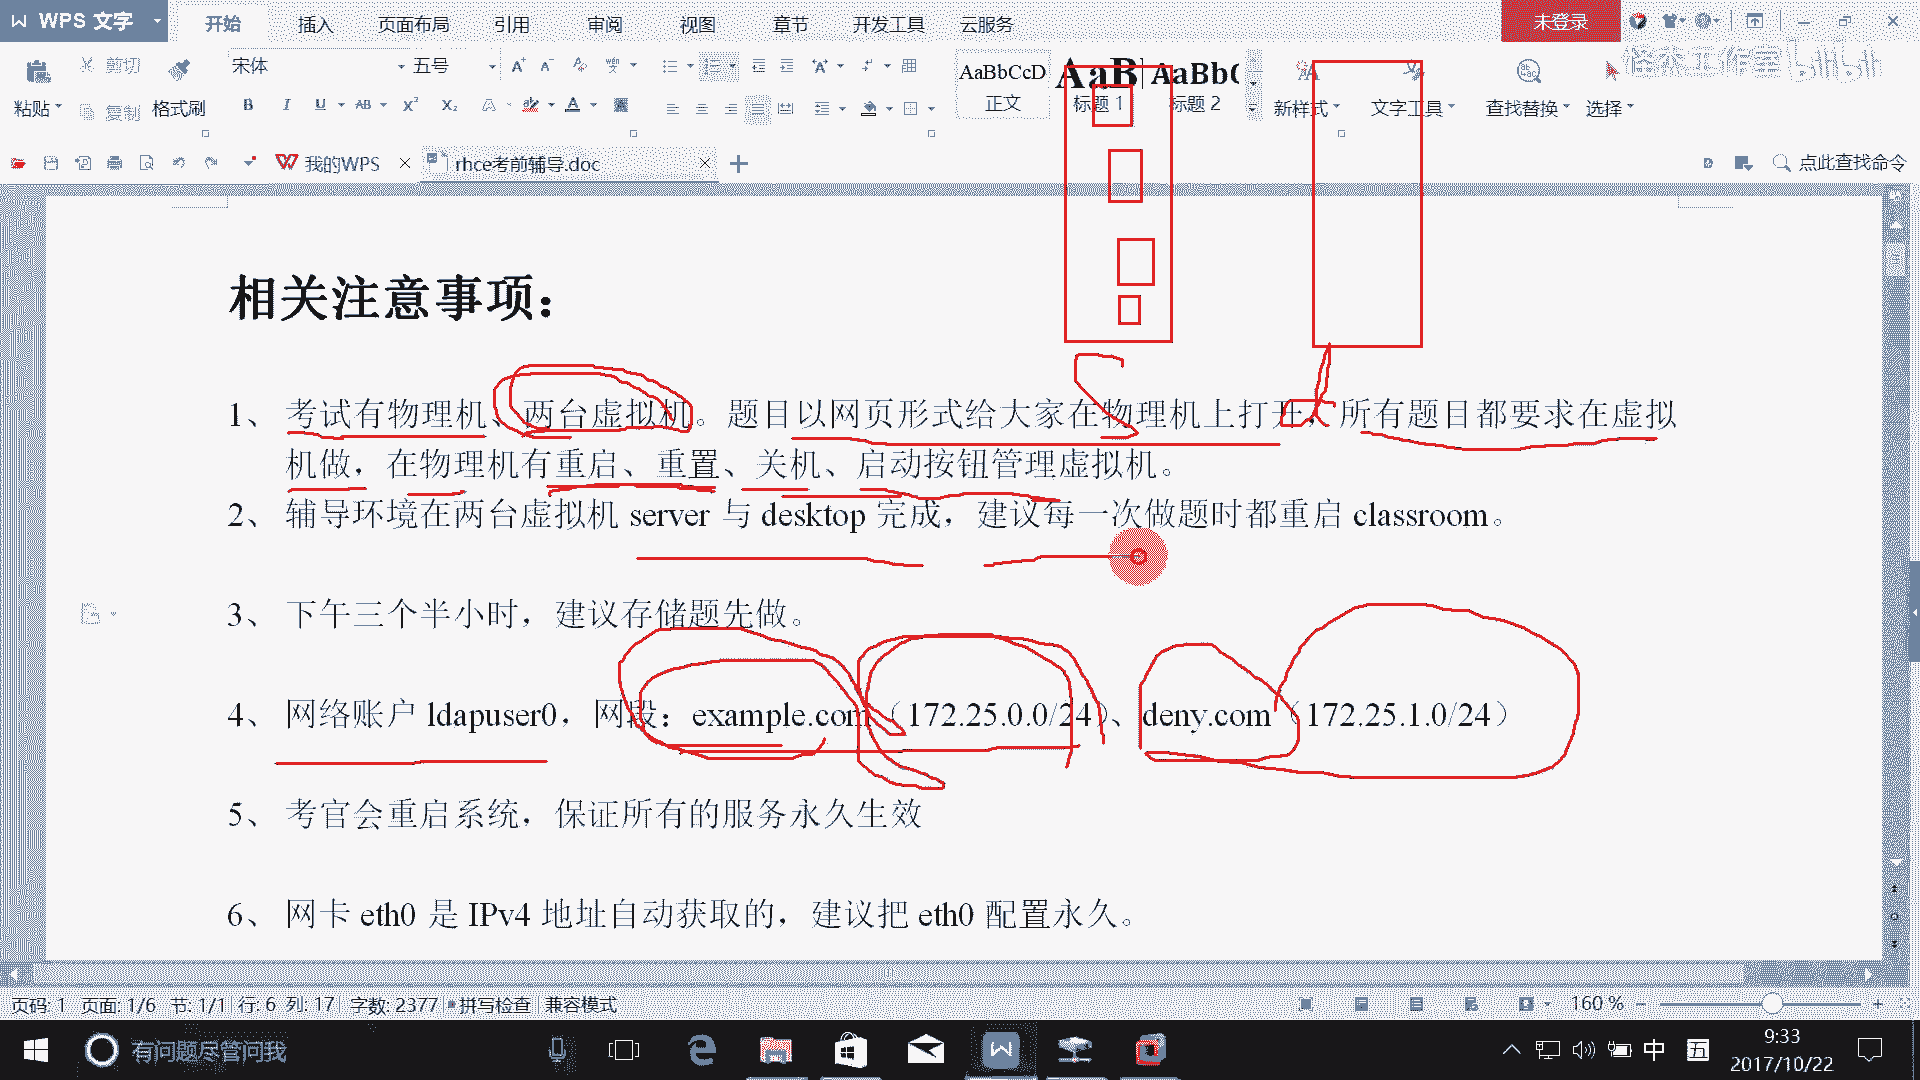 WPS 文字
开始 插入 页面布局 引用 审阅 视图 章节 开发工具 云服务 未登录
剪切 宋体 五号 AaBbCcD AaB AaBb
粘贴 复制 格式刷 正文 标题 1 标题 2 新样式 文字工具 查找替换 选择
我的WPS rhce考前辅导.doc 点此查找命令
相关注意事项：
1、 考试有物理机、两台虚拟机。题目以网页形式给大家在物理机上打开，所有题目都要求在虚拟
机做，在物理机有重启、重置、关机、启动按钮管理虚拟机。
2、 辅导环境在两台虚拟机 server 与 desktop 完成，建议每一次做题时都重启 classroom。
3、 下午三个半小时，建议存储题先做。
4、 网络账户 ldapuser0，网段：example.com（172.25.0.0/24）、deny.com（172.25.1.0/24）
5、 考官会重启系统，保证所有的服务永久生效
6、 网卡 eth0 是 IPv4 地址自动获取的，建议把 eth0 配置永久。
页码: 1 页面: 1/6 节: 1/1 行: 6 列: 17 字数: 2377 拼写检查 兼容模式 160 %
有问题尽管问我 中 五 9:33
2017/10/22